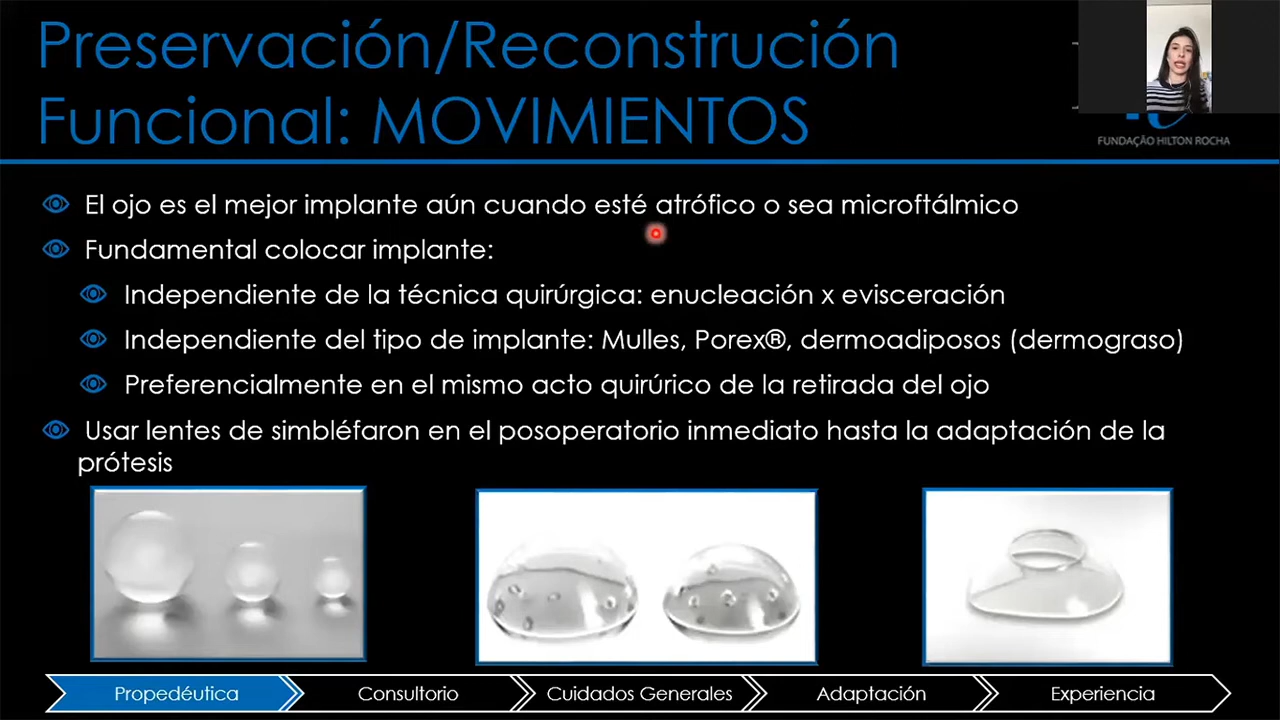 Preservación/Reconstrución
Funcional: MOVIMIENTOS
FUNDAÇÃO HILTON ROCHA
El ojo es el mejor implante aún cuando esté atrófico o sea microftálmico
Fundamental colocar implante:
Independiente de la técnica quirúrgica: enucleación x evisceración
Independiente del tipo de implante: Mulles, Porex®, dermoadiposos (dermograso)
Preferencialmente en el mismo acto quirúrico de la retirada del ojo
Usar lentes de simbléfaron en el posoperatorio inmediato hasta la adaptación de la
prótesis
Propedéutica
Consultorio
Cuidados Generales
Adaptación
Experiencia